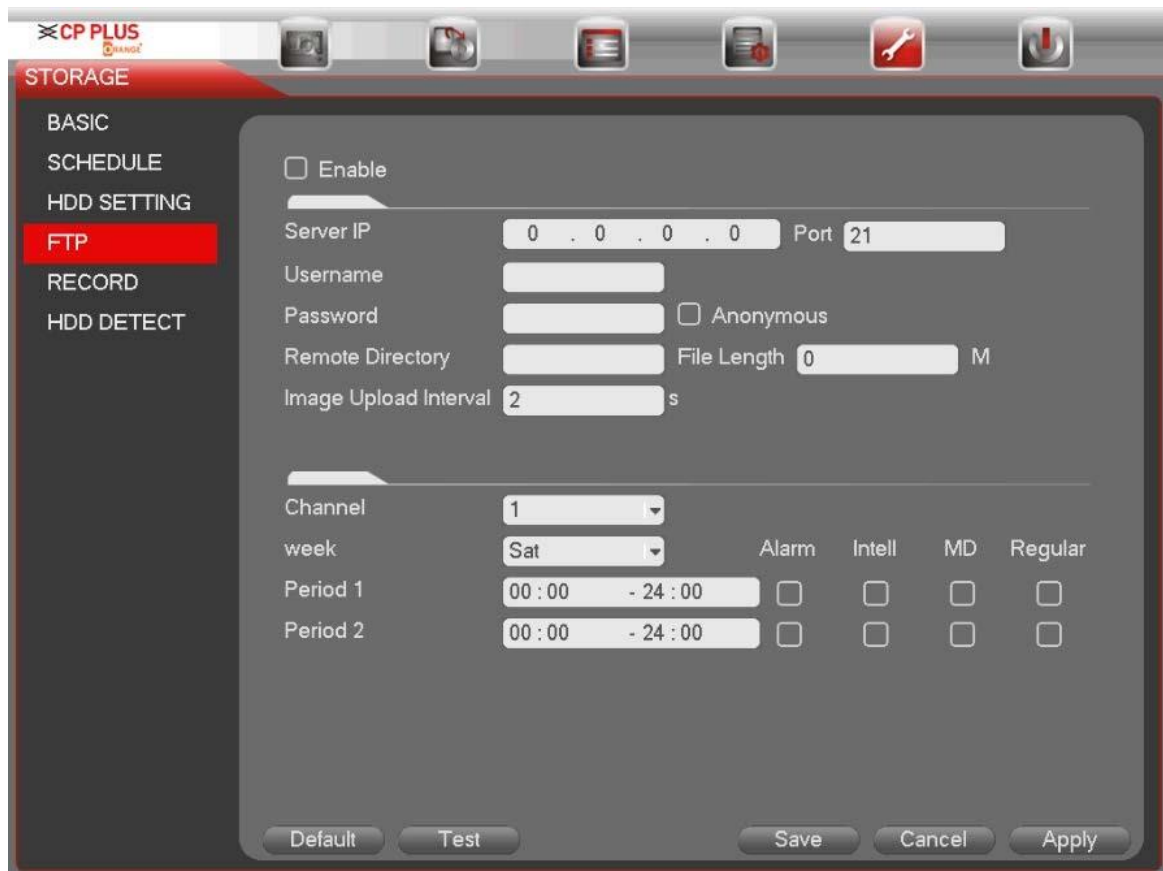 CP PLUS
ORANGE
STORAGE
BASIC
SCHEDULE
HDD SETTING
FTP
RECORD
HDD DETECT
Enable
Server IP 0 . 0 . 0 . 0 Port 21
Username
Password Anonymous
Remote Directory File Length 0 M
Image Upload Interval 2 s
Channel 1
week Sat Alarm Intell MD Regular
Period 1 00 : 00 - 24 : 00
Period 2 00 : 00 - 24 : 00
Default Test Save Cancel Apply